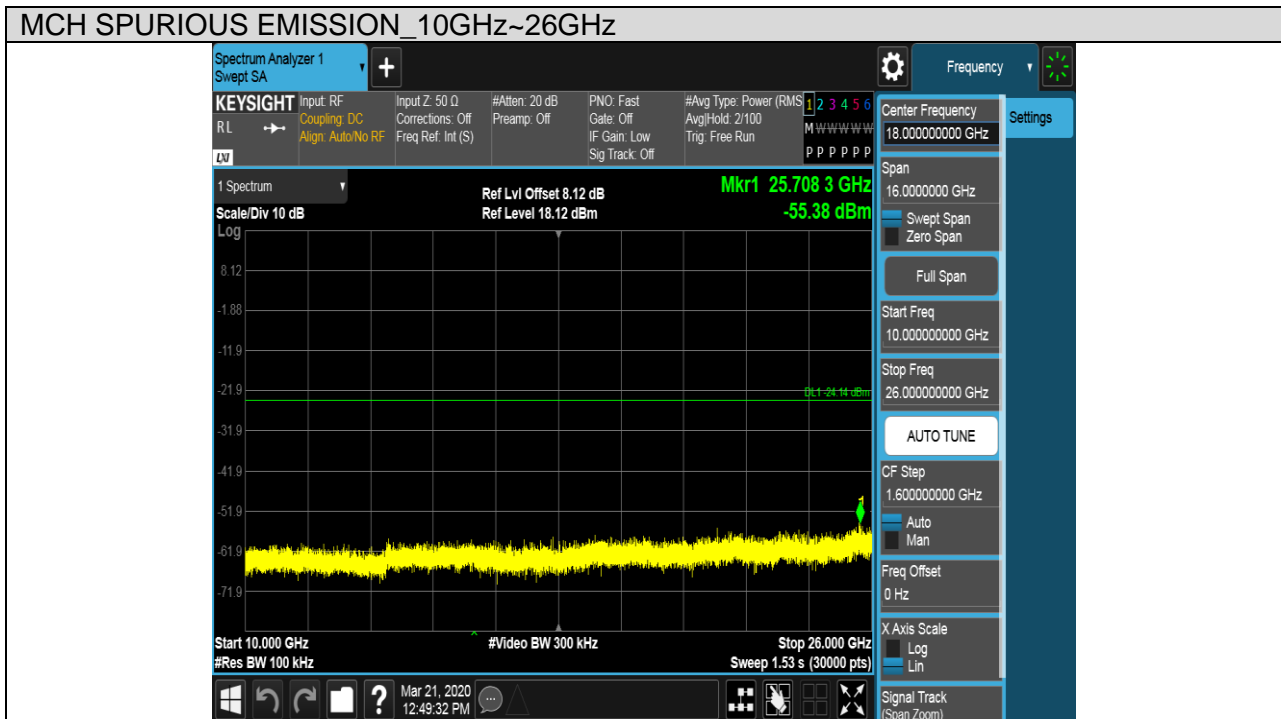 MCH SPURIOUS EMISSION_10GHz~26GHz
Spectrum Analyzer 1
Swept SA
+
Frequency
KEYSIGHT
RL
LXI
Input: RF
Coupling: DC
Align: Auto/No RF
Input Z: 50 Ω
Corrections: Off
Freq Ref: Int (S)
#Atten: 20 dB
Preamp: Off
PNO: Fast
Gate: Off
IF Gain: Low
Sig Track: Off
#Avg Type: Power (RMS
Avg|Hold: 2/100
Trig: Free Run
1 2 3 4 5 6
M W W W W W
P P P P P P
1 Spectrum
Scale/Div 10 dB
Log
Ref Lvl Offset 8.12 dB
Ref Level 18.12 dBm
Mkr1 25.708 3 GHz
-55.38 dBm
8.12
-1.88
-11.9
-21.9
DL1 -24.14 dBm
-31.9
-41.9
-51.9
1
-61.9
-71.9
Start 10.000 GHz
#Res BW 100 kHz
#Video BW 300 kHz
Stop 26.000 GHz
Sweep 1.53 s (30000 pts)
?
Mar 21, 2020
12:49:32 PM
Center Frequency
18.000000000 GHz
Span
16.0000000 GHz
Swept Span
Zero Span
Full Span
Start Freq
10.000000000 GHz
Stop Freq
26.000000000 GHz
AUTO TUNE
CF Step
1.600000000 GHz
Auto
Man
Freq Offset
0 Hz
X Axis Scale
Log
Lin
Signal Track
(Span Zoom)
Settings